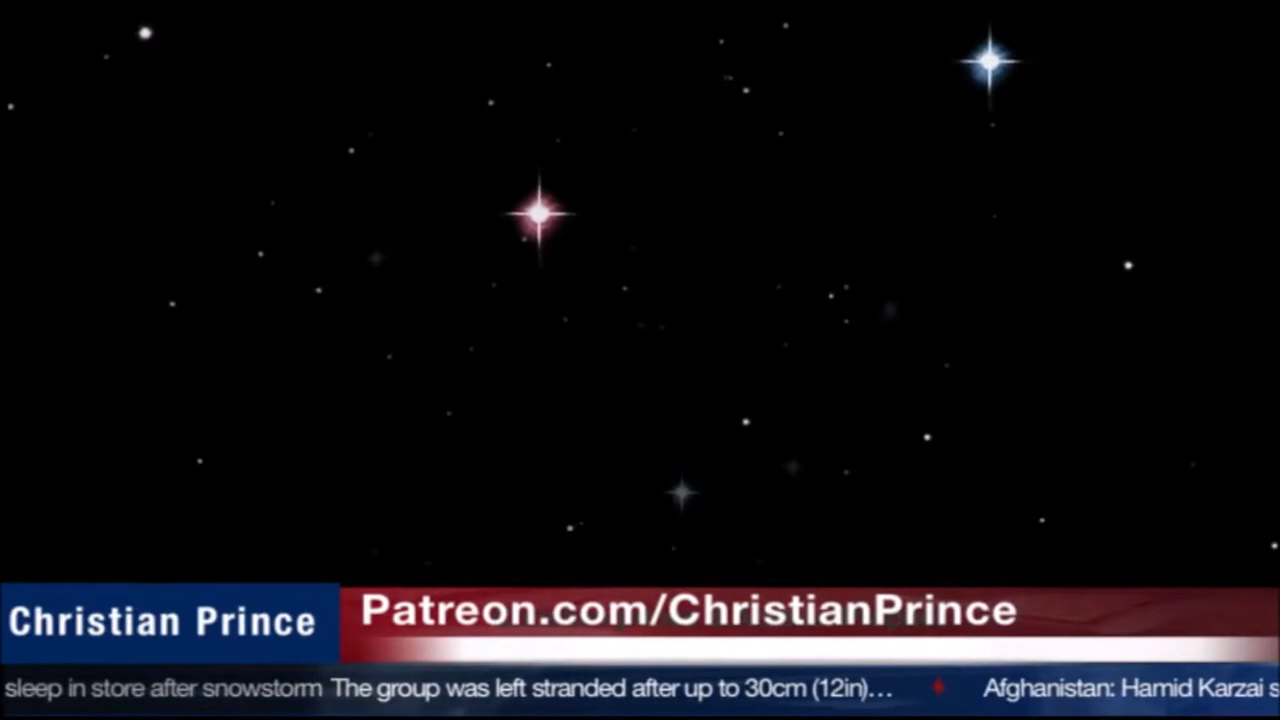 Christian Prince
Patreon.com/ChristianPrince
sleep in store after snowstorm The group was left stranded after up to 30cm (12in)... Afghanistan: Hamid Karzai s